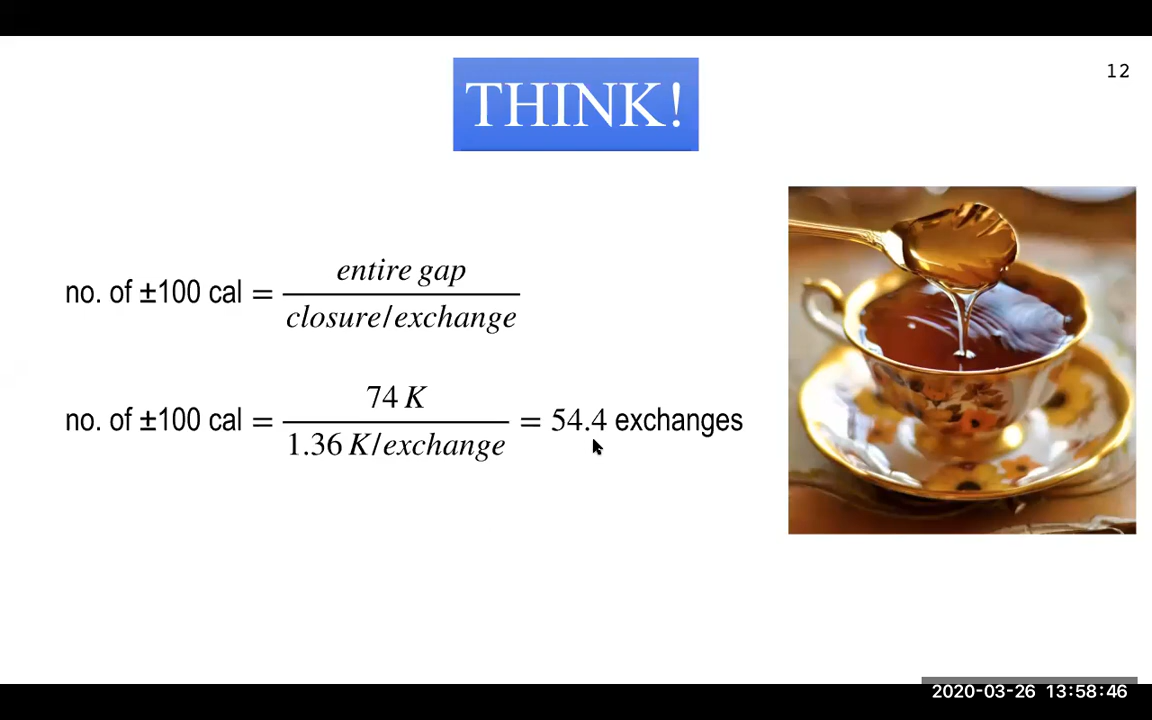 12
THINK!
no. of ±100 cal = entire gap / closure/exchange
no. of ±100 cal = 74 K / 1.36 K/exchange = 54.4 exchanges
2020-03-26 13:58:46